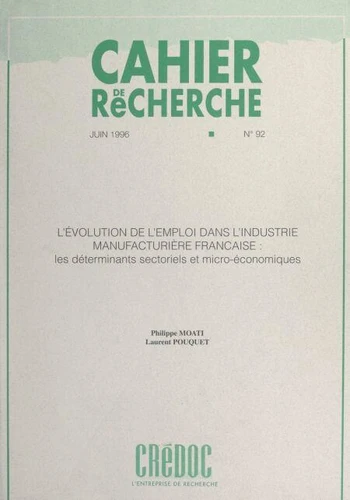 CAHIER
DE
ReCHERCHE
JUIN 1996 N° 92
L'ÉVOLUTION DE L'EMPLOI DANS L'INDUSTRIE
MANUFACTURIÈRE FRANCAISE :
les déterminants sectoriels et micro-économiques
Philippe MOATI
Laurent POUQUET
CRéDOC
L'ENTREPRISE DE RECHERCHE